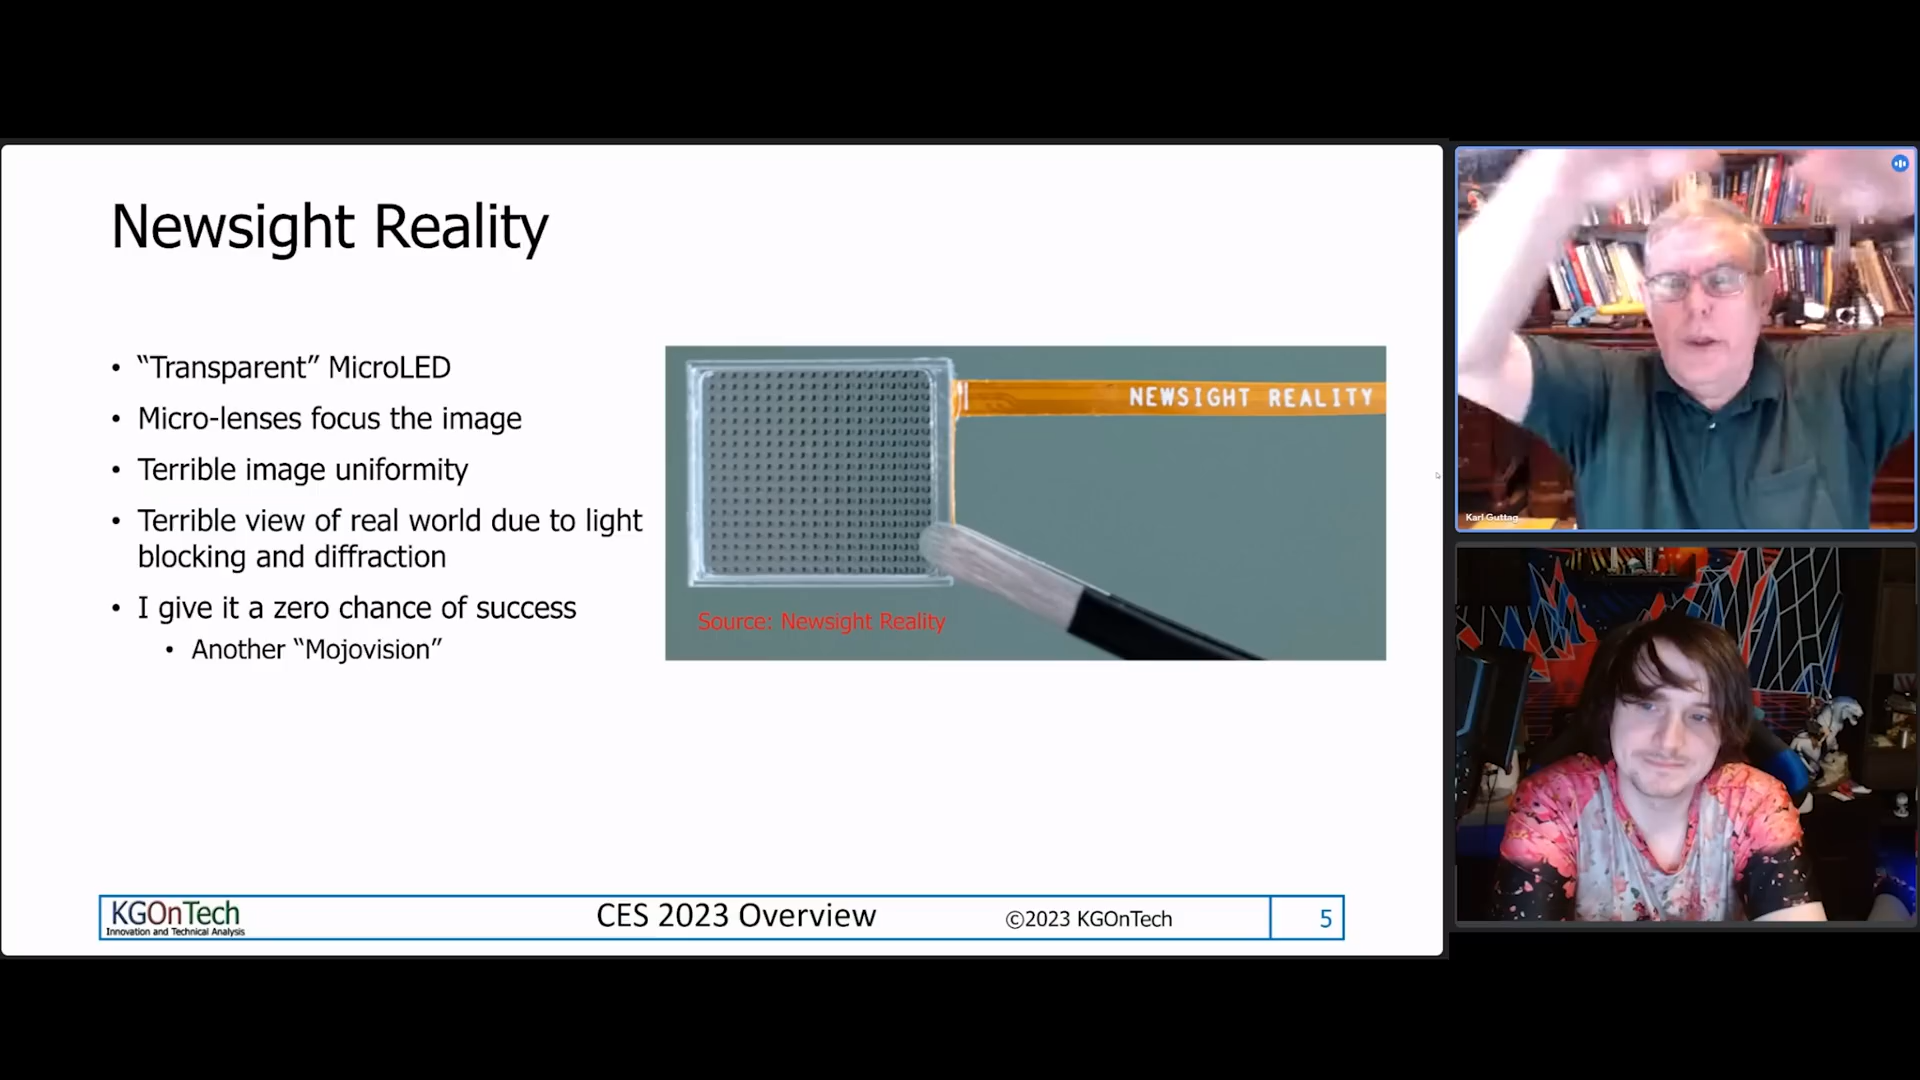 Newsight Reality
• “Transparent” MicroLED
• Micro-lenses focus the image
• Terrible image uniformity
• Terrible view of real world due to light
blocking and diffraction
• I give it a zero chance of success
• Another “Mojovision”
NEWSIGHT REALITY
Source: Newsight Reality
KGOnTech
Innovation and Technical Analysis
CES 2023 Overview
©2023 KGOnTech
5
Karl Guttag